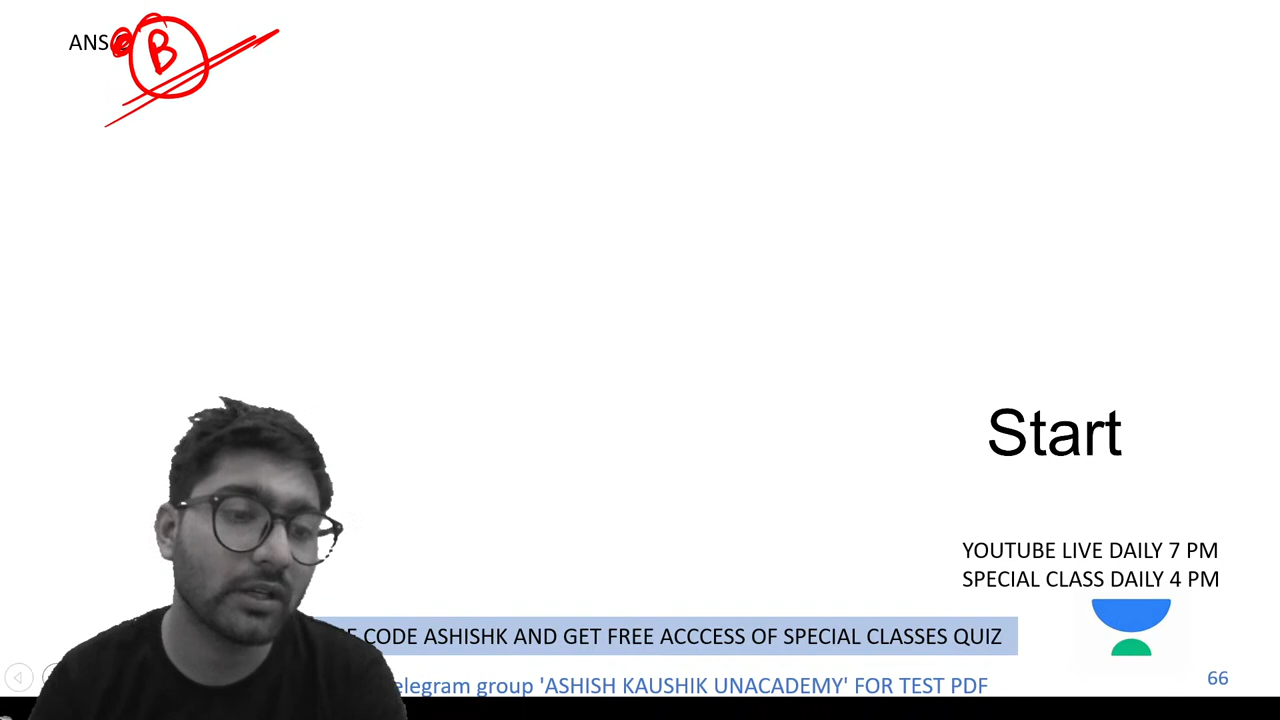 ANS B
Start
YOUTUBE LIVE DAILY 7 PM
SPECIAL CLASS DAILY 4 PM
CODE ASHISHK AND GET FREE ACCCESS OF SPECIAL CLASSES QUIZ
elegram group 'ASHISH KAUSHIK UNACADEMY' FOR TEST PDF
66